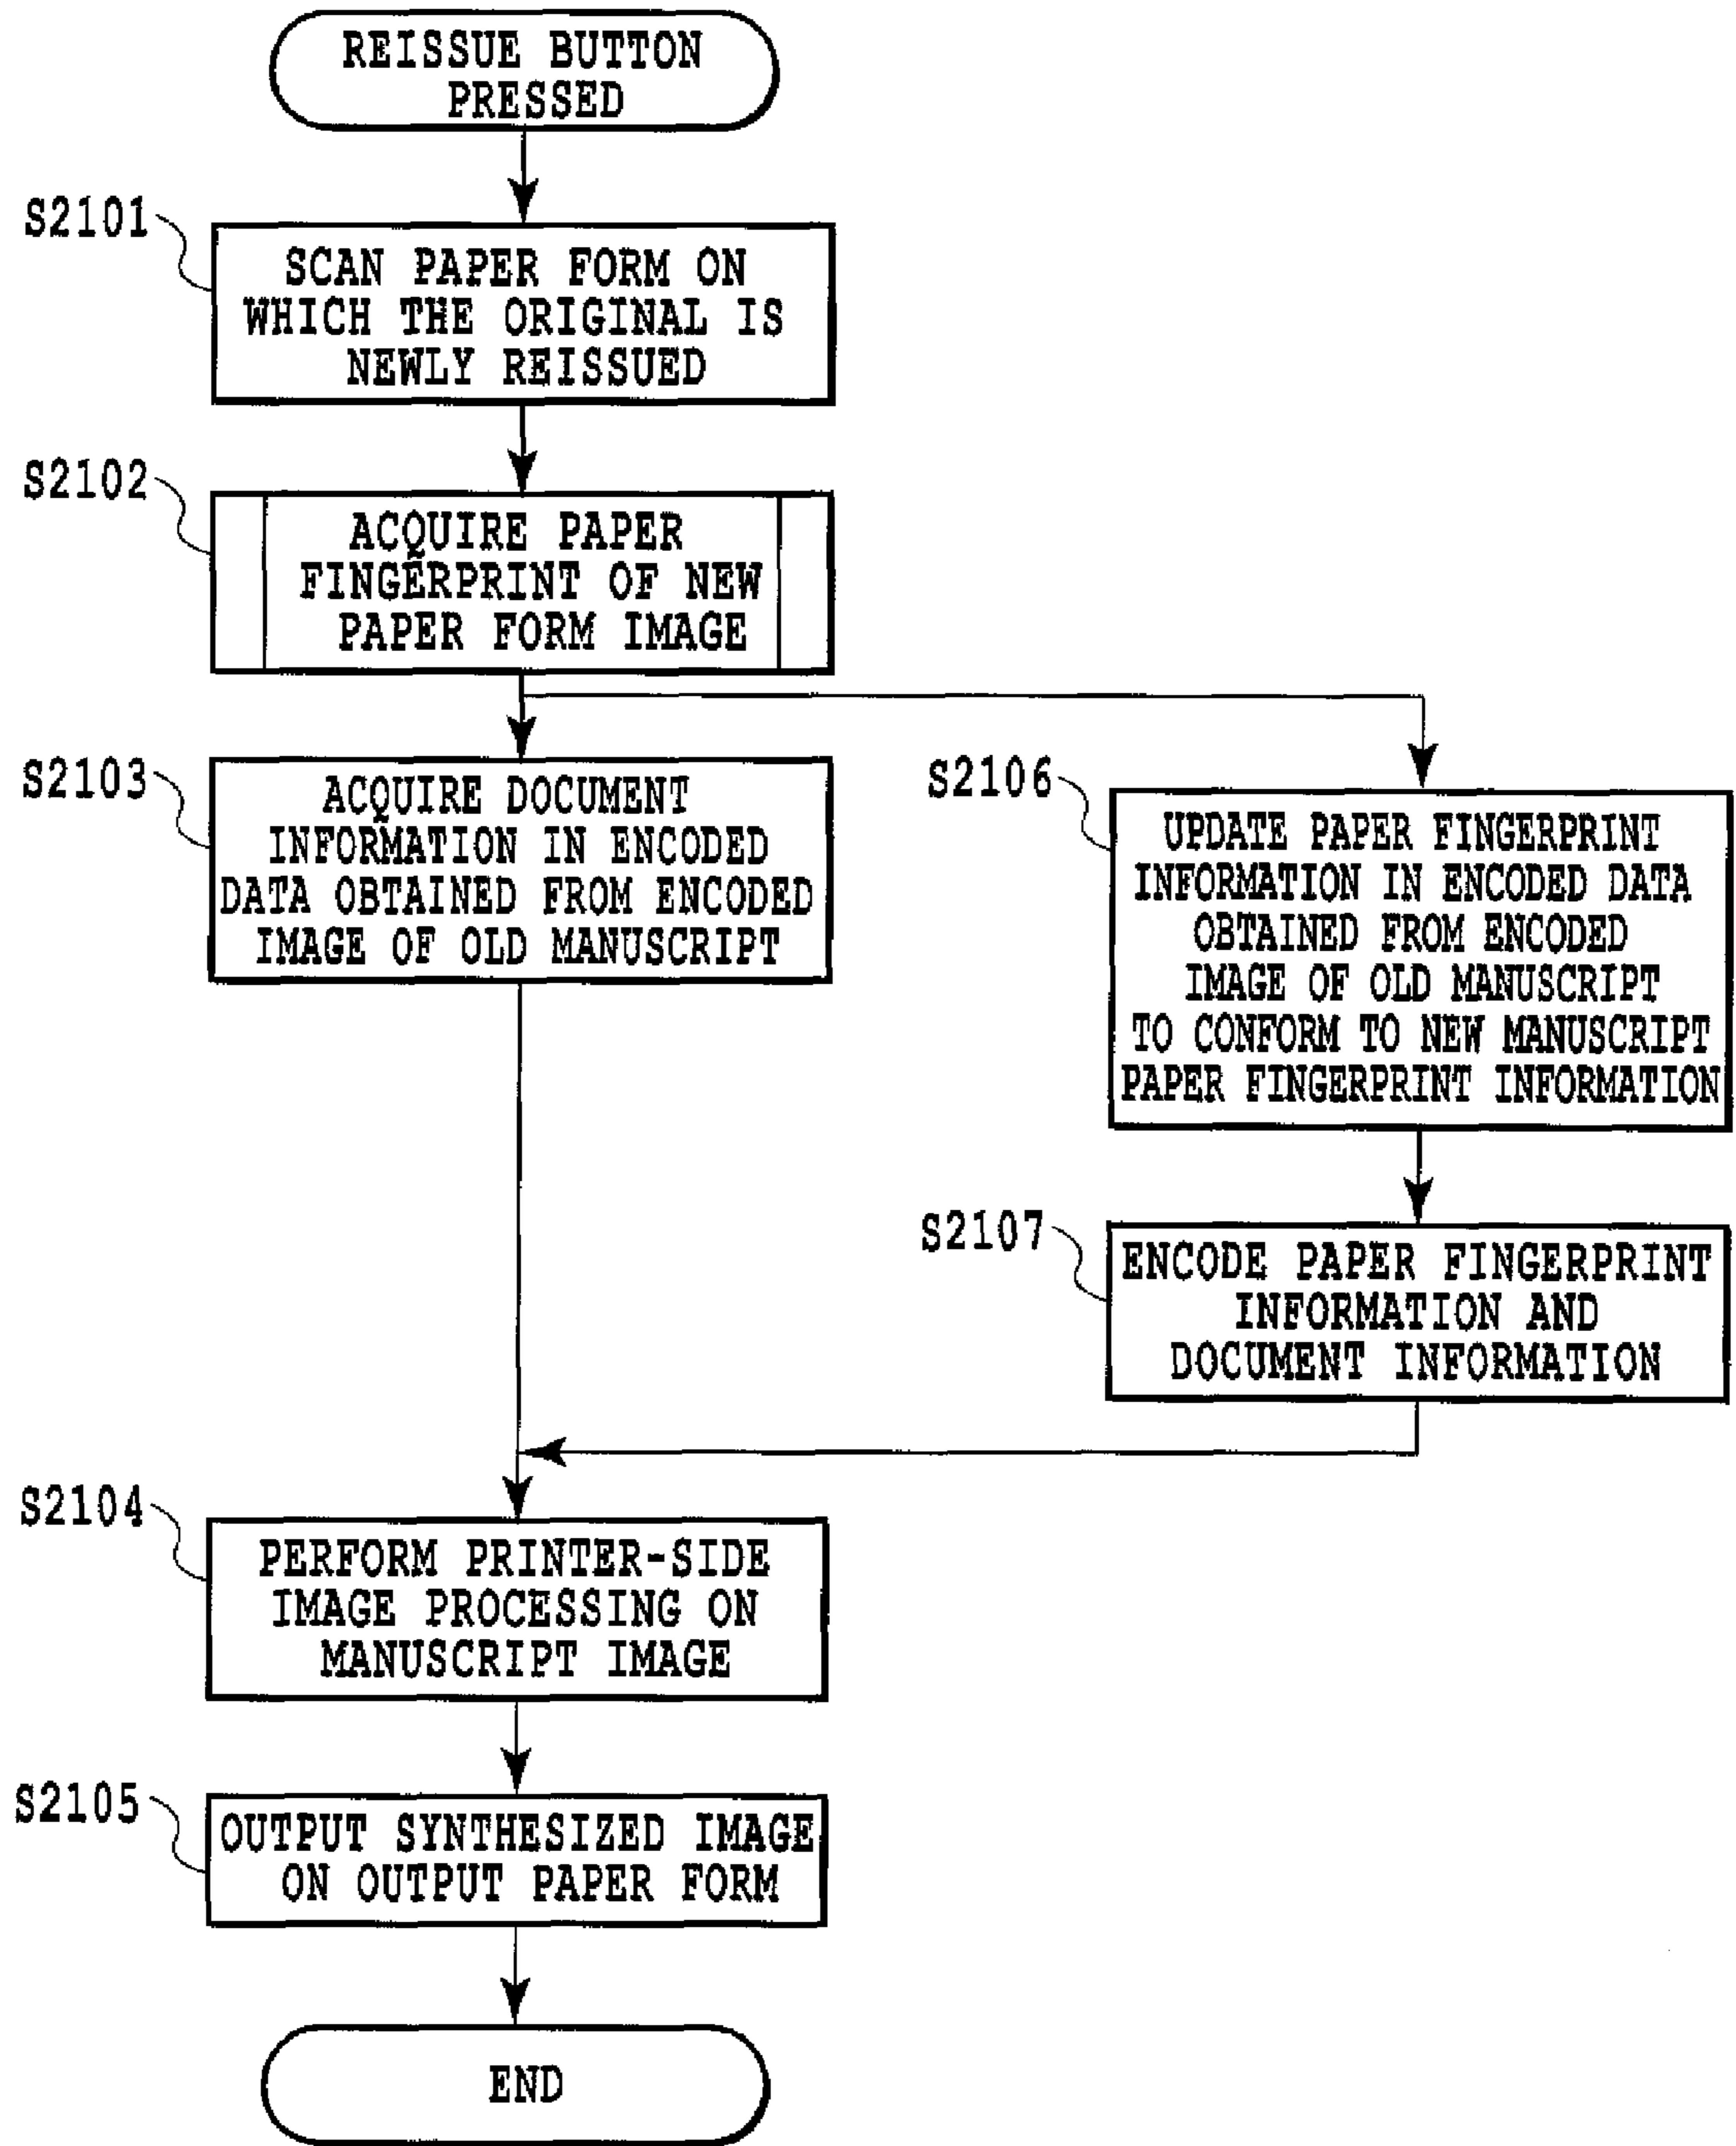 REISSUE BUTTON
PRESSED
S2101
SCAN PAPER FORM ON
WHICH THE ORIGINAL IS
NEWLY REISSUED
S2102
ACQUIRE PAPER
FINGERPRINT OF NEW
PAPER FORM IMAGE
S2103
ACQUIRE DOCUMENT
INFORMATION IN ENCODED
DATA OBTAINED FROM ENCODED
IMAGE OF OLD MANUSCRIPT
S2106
UPDATE PAPER FINGERPRINT
INFORMATION IN ENCODED DATA
OBTAINED FROM ENCODED
IMAGE OF OLD MANUSCRIPT
TO CONFORM TO NEW MANUSCRIPT
PAPER FINGERPRINT INFORMATION
S2107
ENCODE PAPER FINGERPRINT
INFORMATION AND
DOCUMENT INFORMATION
S2104
PERFORM PRINTER-SIDE
IMAGE PROCESSING ON
MANUSCRIPT IMAGE
S2105
OUTPUT SYNTHESIZED IMAGE
ON OUTPUT PAPER FORM
END